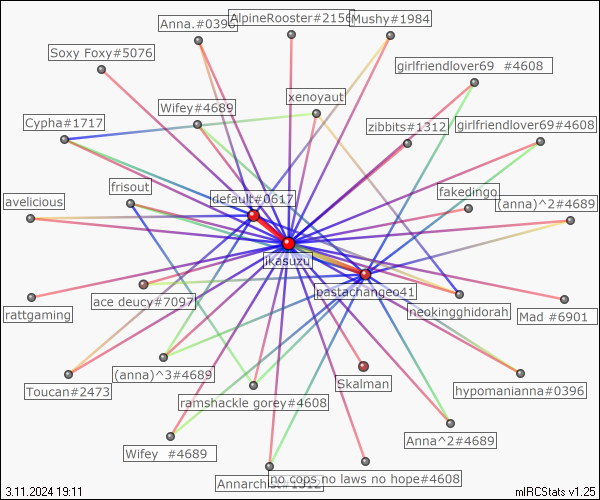 AlpineRooster#2156
Mushy#1984
Anna.#0396
Soxy Foxy#5076
girlfriendlover69 #4608
xenoyaut
Wifey#4689
Cypha#1717
zibbits#1312
girlfriendlover69#4608
frisout
default#0617
fakedingo
avelicious
(anna)^2#4689
ikasuzu
pastachangeo41
ace deucy#7097
neokingghidorah
rattgaming
Mad #6901
(anna)^3#4689
Skalman
Toucan#2473
hypomanianna#0396
ramshackle gorey#4608
Anna^2#4689
Wifey #4689
no cops no laws no hope#4608
3.11.2024 19:11
mIRCStats v1.25